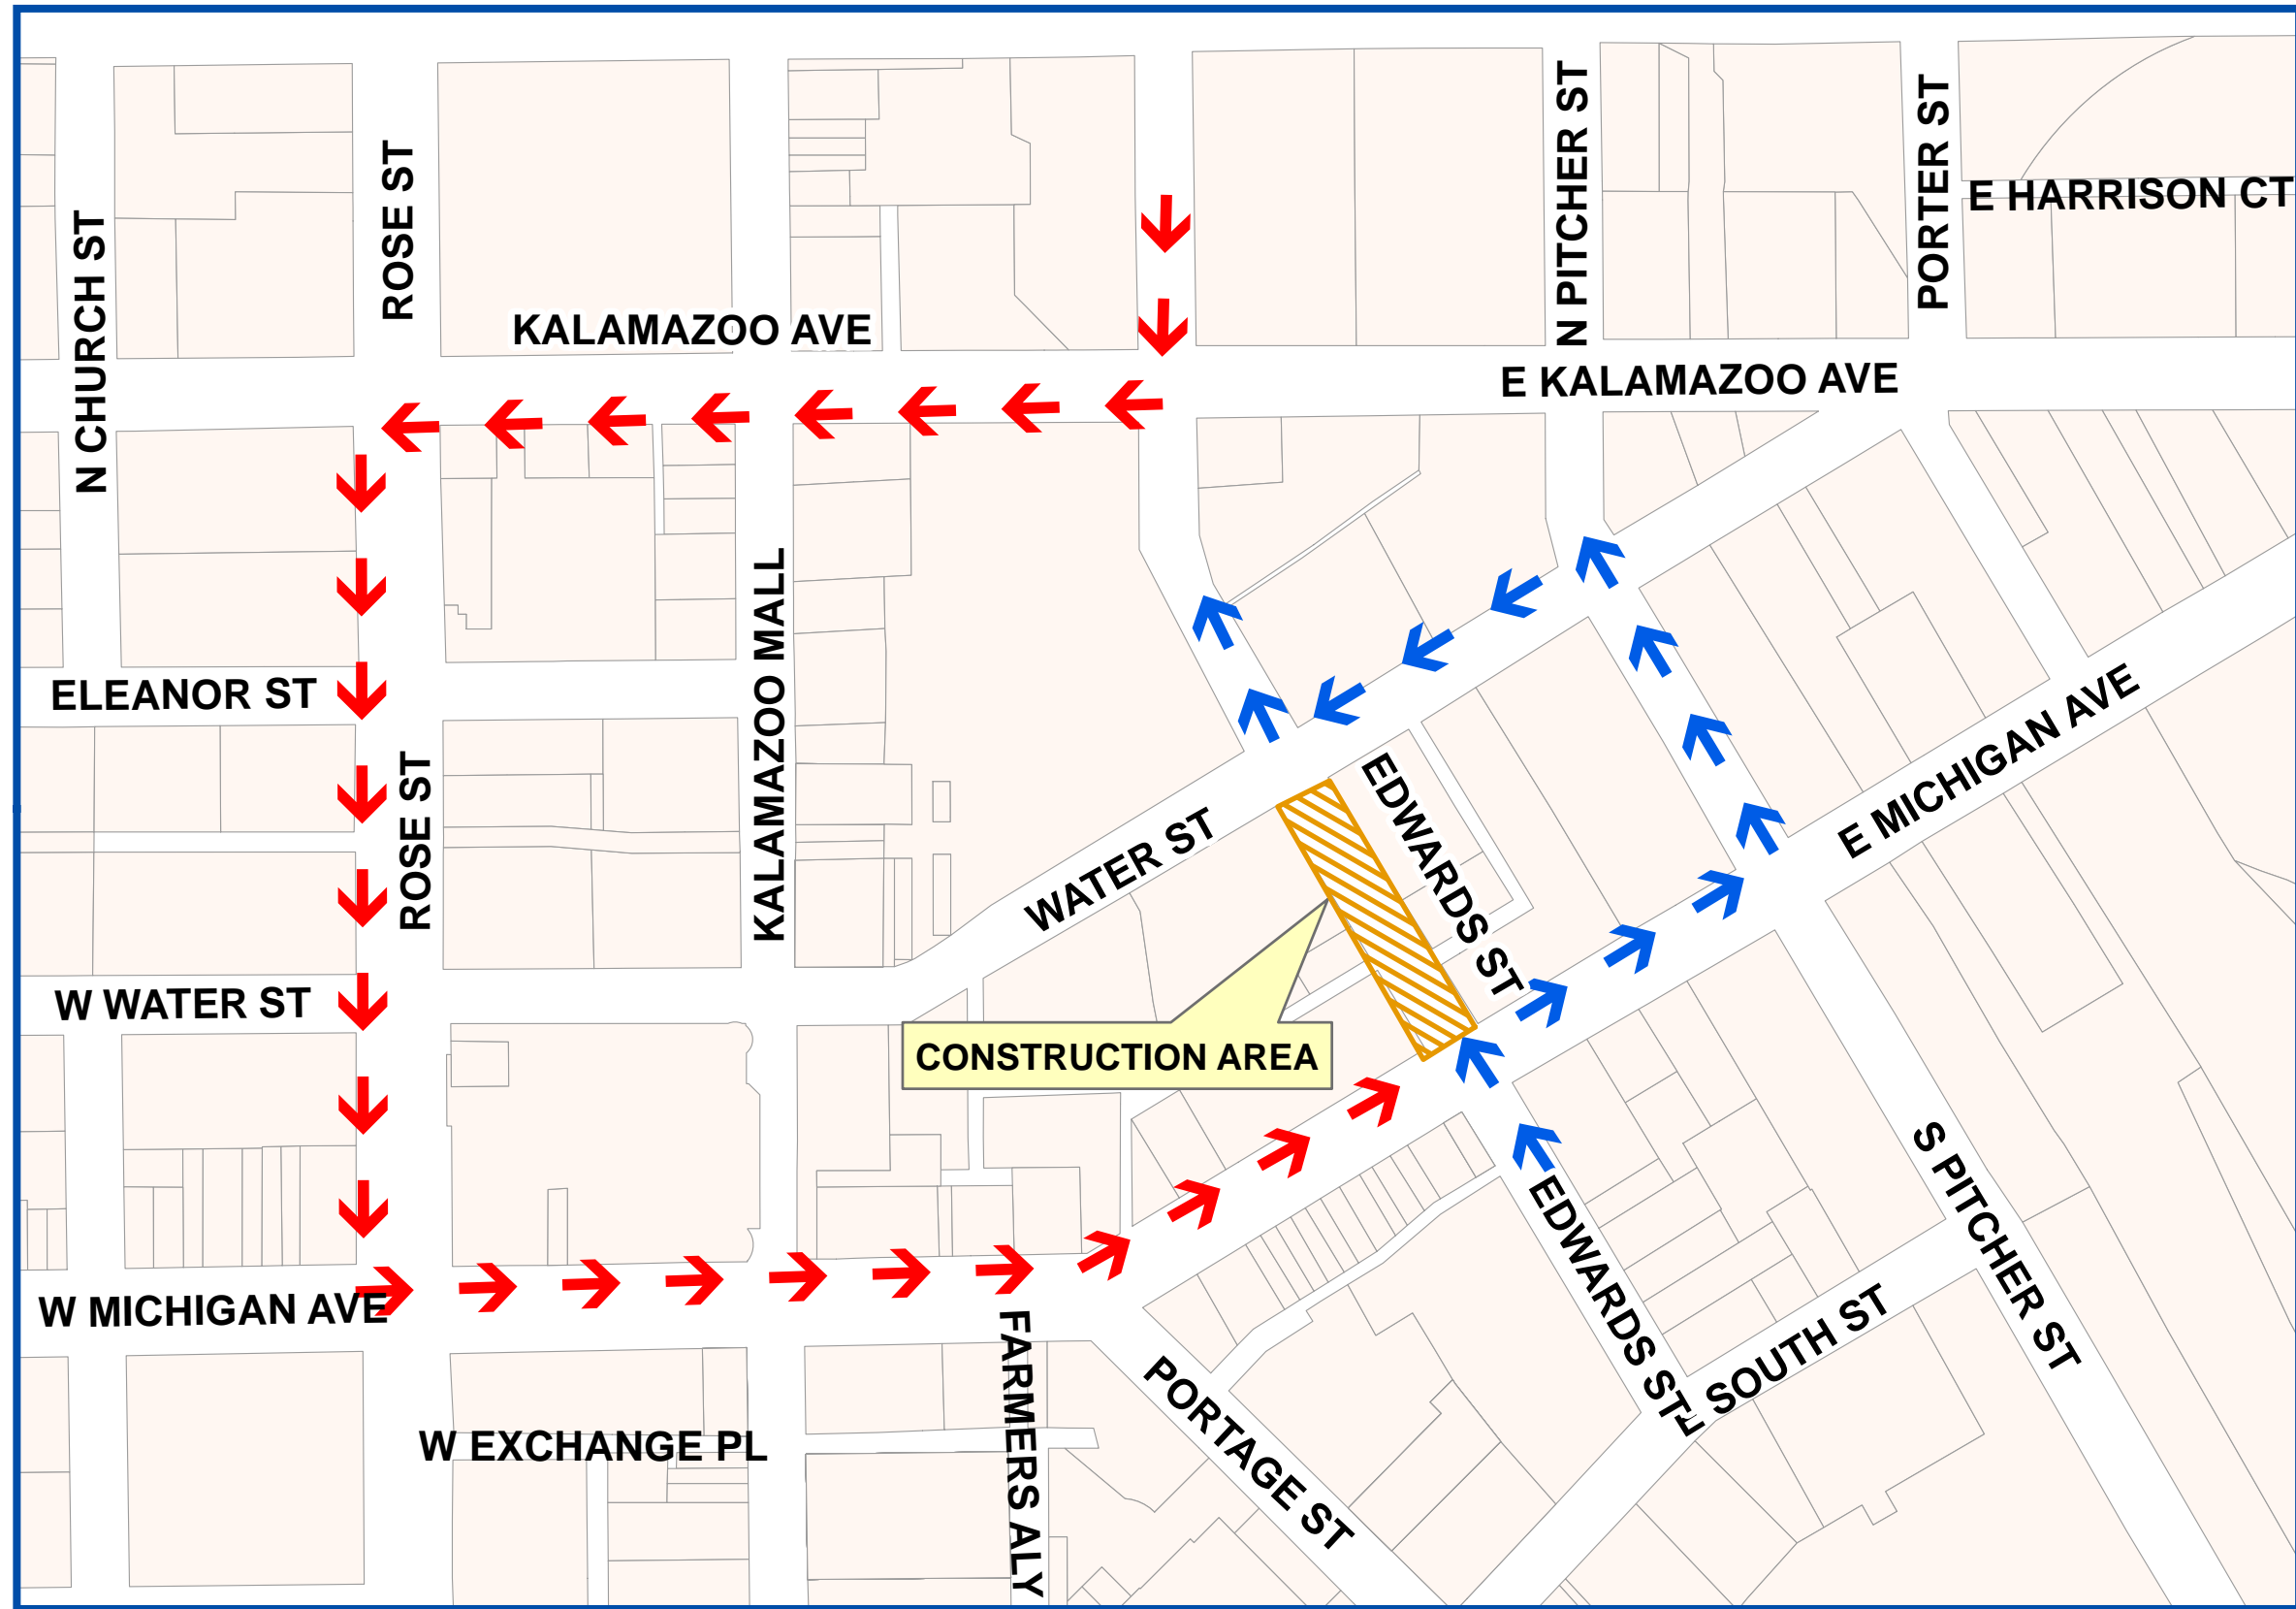 N CHURCH ST
ROSE ST
KALAMAZOO AVE
N PITCHER ST
PORTER ST
E HARRISON CT
E KALAMAZOO AVE
ELEANOR ST
ROSE ST
KALAMAZOO MALL
WATER ST
EDWARDS ST
E MICHIGAN AVE
W WATER ST
CONSTRUCTION AREA
W MICHIGAN AVE
FARMERS ALY
PORTAGE ST
EDWARDS ST
E SOUTH ST
S PITCHER ST
W EXCHANGE PL